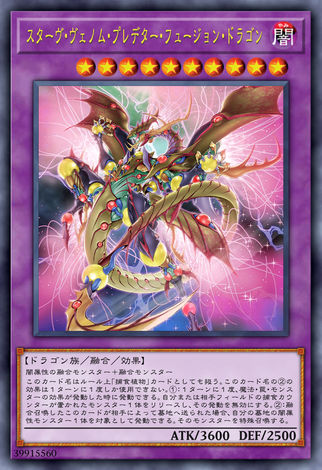 スターヴ・ヴェノム・プレデター・フュージョン・ドラゴン
やみ
闇
【ドラゴン族／融合／効果】
闇属性の融合モンスター＋融合モンスター
このカード名はルール上「捕食植物」カードとしても扱う。このカード名の②の
効果は１ターンに１度しか使用できない。①：１ターンに１度、魔法・罠・モンス
ターの効果が発動した時に発動できる。自分または相手フィールドの捕食カウ
ンターが置かれたモンスター１体をリリースし、その発動を無効にする。②：融
合召喚したこのカードが相手によって墓地へ送られた場合、自分の墓地の闇属
性モンスター１体を対象として発動できる。そのモンスターを特殊召喚する。
ATK/3600 DEF/2500
39915560